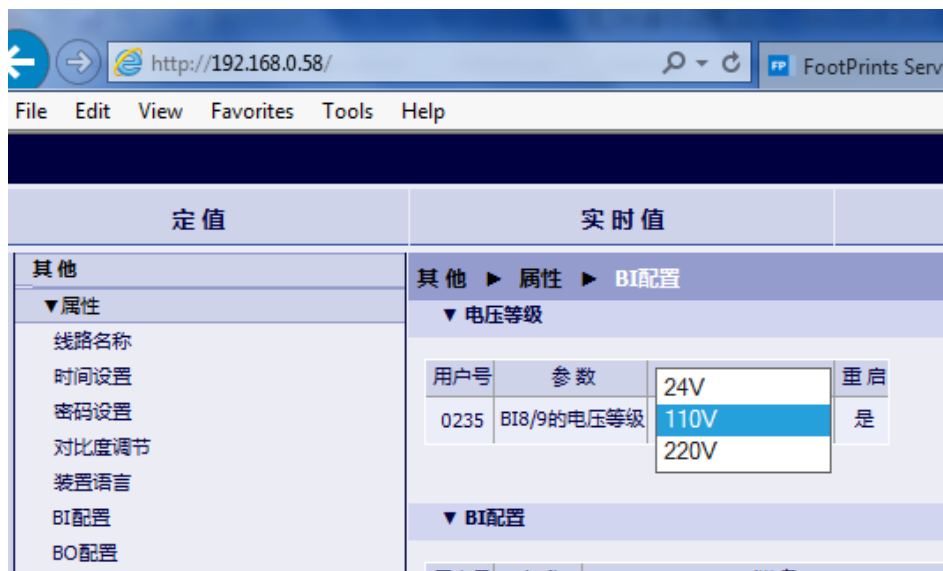 http://192.168.0.58/
FootPrints Serv
File Edit View Favorites Tools Help
定值 实时值
其他
▼属性
线路名称
时间设置
密码设置
对比度调节
装置语言
BI配置
BO配置
其他 ► 属性 ► BI配置
▼ 电压等级
用户号 参数 重启
0235 BI8/9的电压等级 24V 是
110V
220V
▼ BI配置